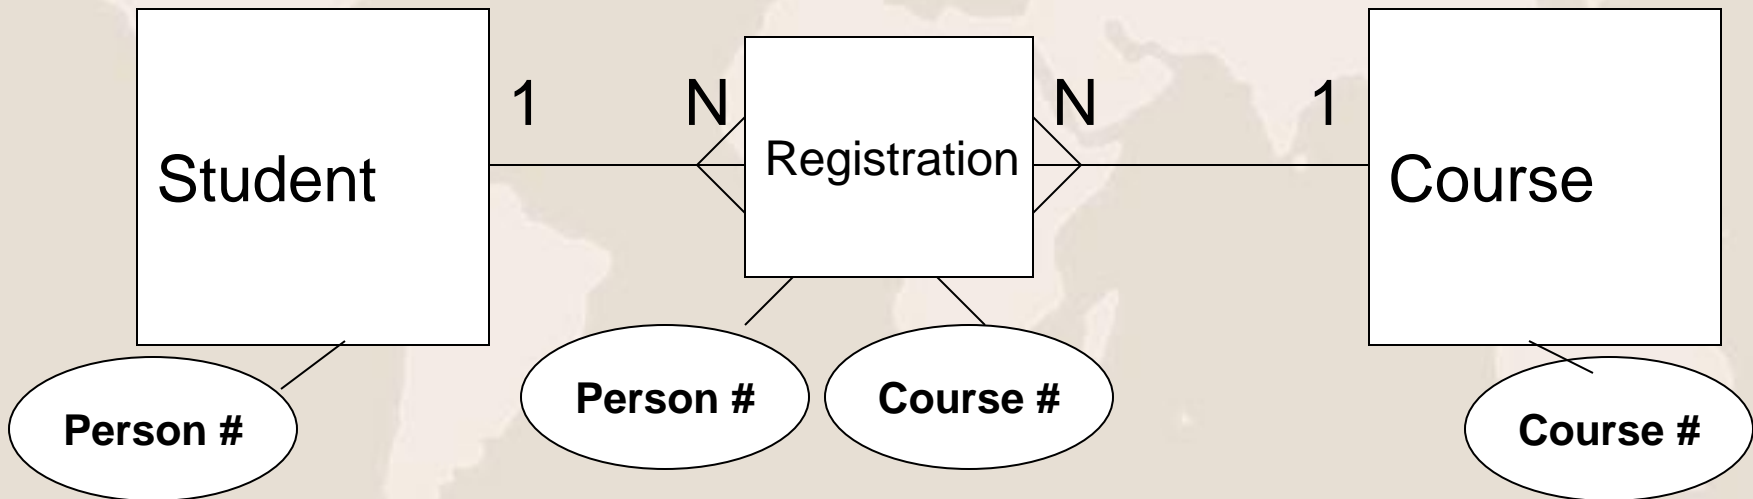 1 N N 1
Student Registration Course
Person # Person # Course # Course #